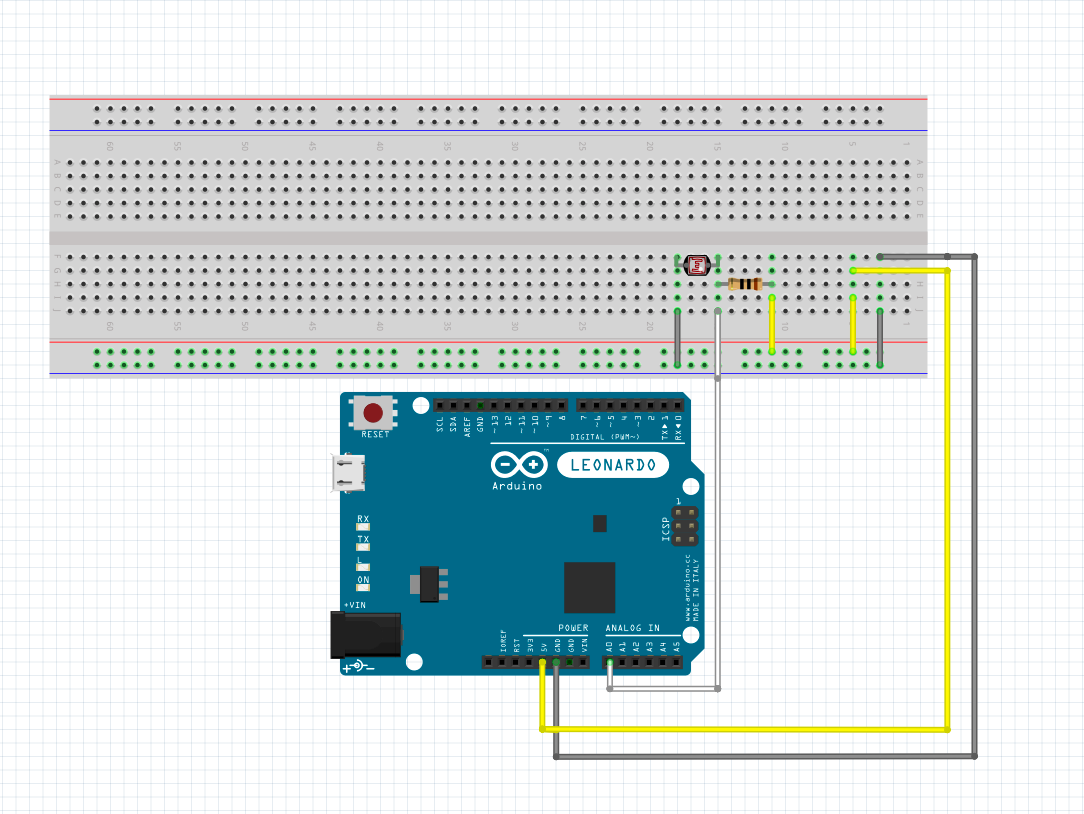 60 55 50 45 40 35 30 25 20 15 10 5 1
A A
B B
C C
D D
E E
F F
G G
H H
I I
J J
60 55 50 45 40 35 30 25 20 10 1
RESET
SCL SDA AREF GND ~13 12 ~11 ~10 ~9 8 7 ~6 ~5 4 ~3 2 TX▶1 RX◀0
DIGITAL (PWM~)
Arduino
TM
LEONARDO
1
ICSP
RX
TX
L
ON
+VIN
www.arduino.cc
MADE IN ITALY
POWER ANALOG IN
IOREF RST 3V3 5V GND GND VIN A0 A1 A2 A3 A4 A5